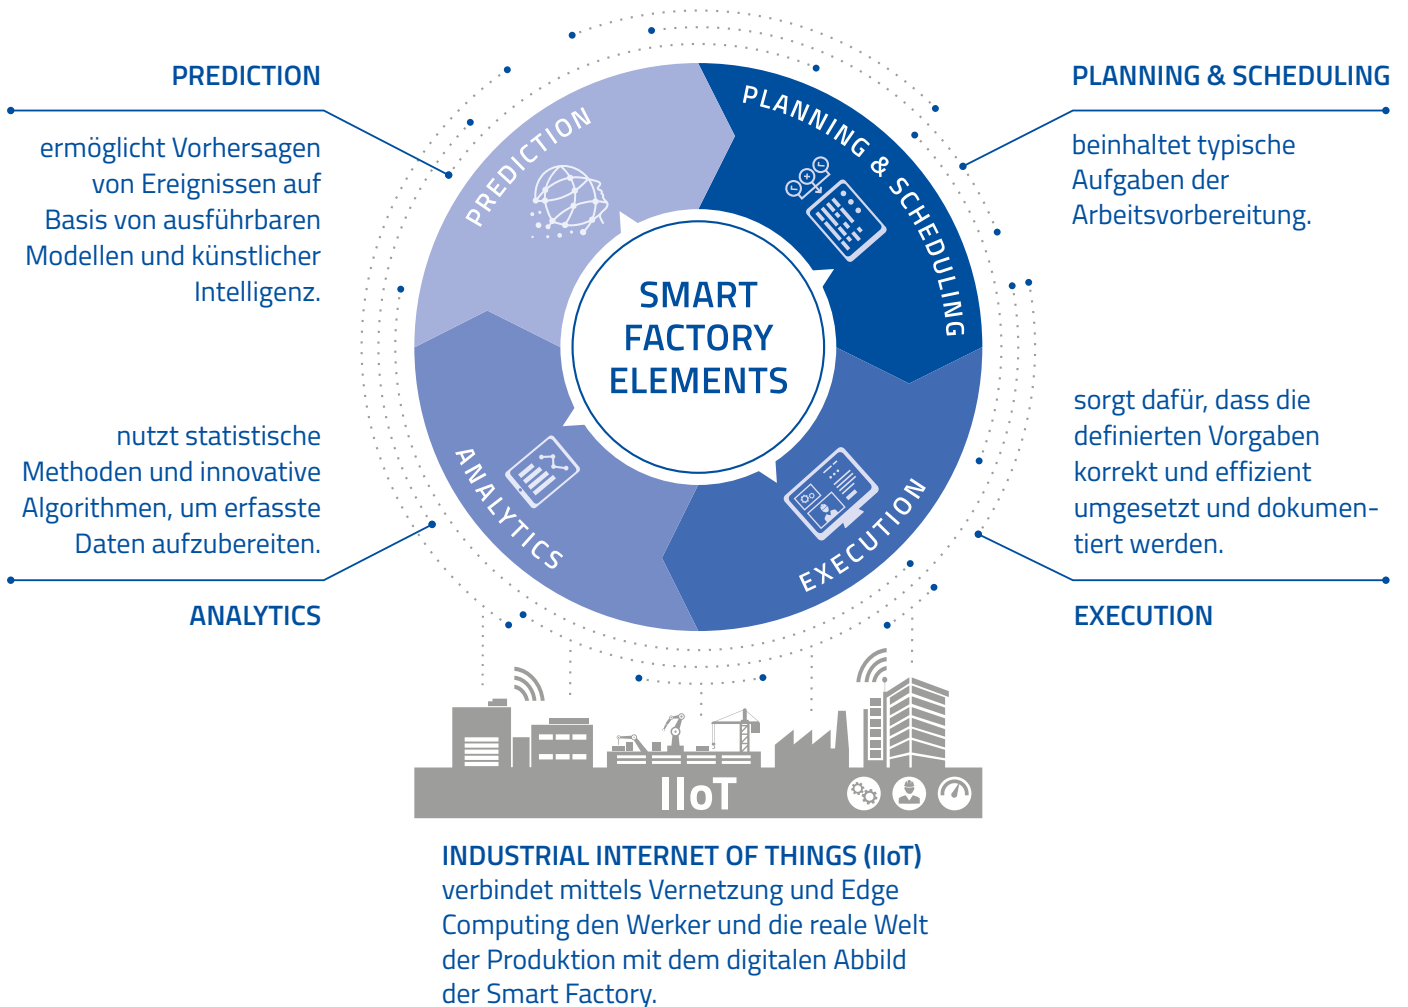 PREDICTION
ermöglicht Vorhersagen
von Ereignissen auf
Basis von ausführbaren
Modellen und künstlicher
Intelligenz.
PLANNING & SCHEDULING
beinhaltet typische
Aufgaben der
Arbeitsvorbereitung.
PREDICTION
PLANNING & SCHEDULING
SMART
FACTORY
ELEMENTS
ANALYTICS
EXECUTION
nutzt statistische
Methoden und innovative
Algorithmen, um erfasste
Daten aufzubereiten.
ANALYTICS
sorgt dafür, dass die
definierten Vorgaben
korrekt und effizient
umgesetzt und dokumen-
tiert werden.
EXECUTION
IIoT
INDUSTRIAL INTERNET OF THINGS (IIoT)
verbindet mittels Vernetzung und Edge
Computing den Werker und die reale Welt
der Produktion mit dem digitalen Abbild
der Smart Factory.